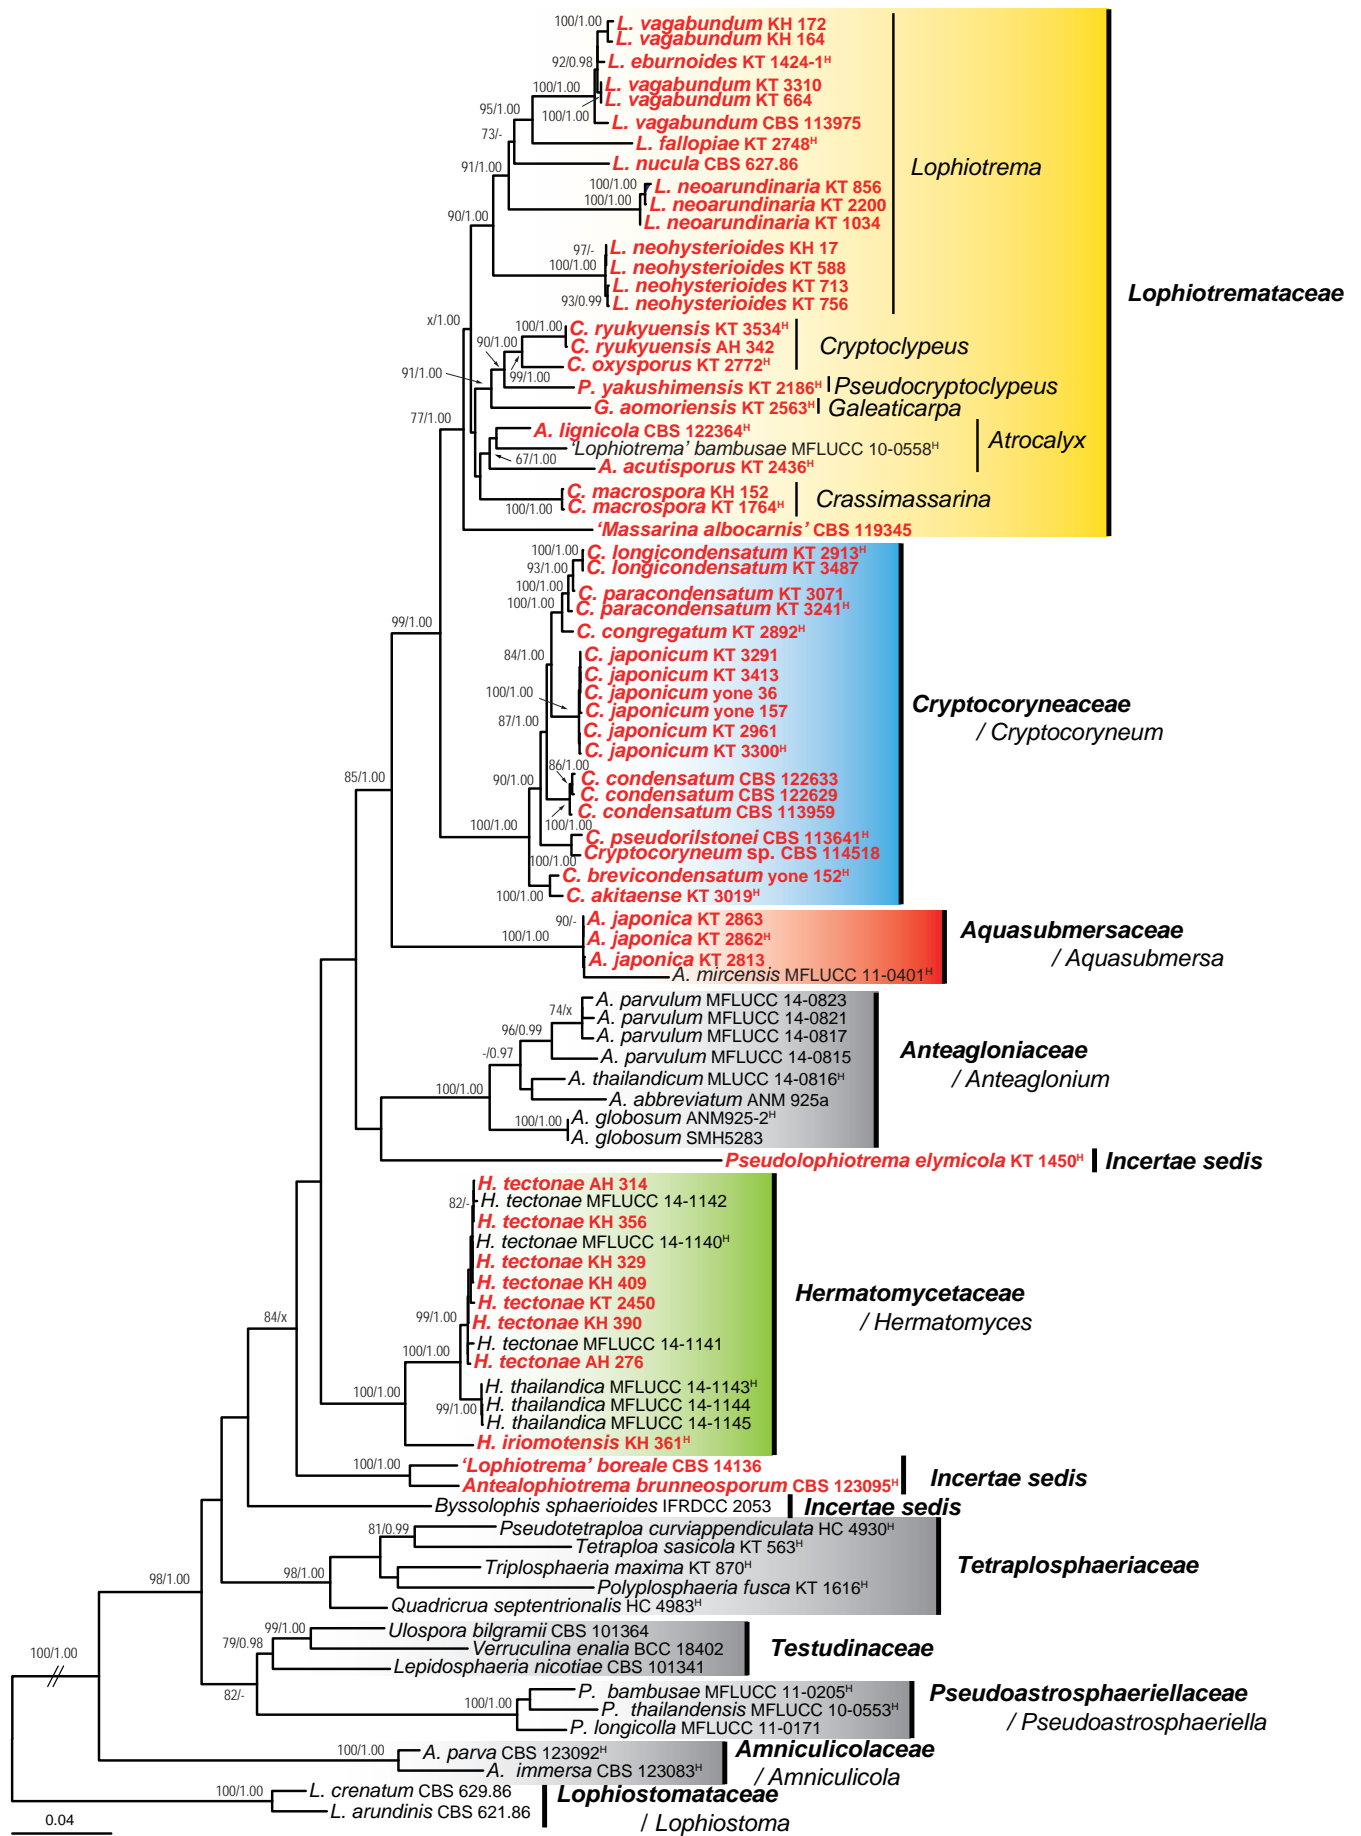 100/1.00
L. vagabundum KH 172
L. vagabundum KH 164
92/0.98
L. eburnoides KT 1424-1ᴴ
L. vagabundum KT 3310
100/1.00
L. vagabundum KT 664
95/1.00
100/1.00
L. vagabundum CBS 113975
73/-
L. fallopiae KT 2748ᴴ
L. nucula CBS 627.86
Lophiotrema
91/1.00
100/1.00
L. neoarundinaria KT 856
100/1.00
L. neoarundinaria KT 2200
90/1.00
L. neoarundinaria KT 1034
97/-
L. neohysterioides KH 17
100/1.00
L. neohysterioides KT 588
L. neohysterioides KT 713
Lophiotremataceae
93/0.99
L. neohysterioides KT 756
x/1.00
100/1.00
C. ryukyuensis KT 3534ᴴ
90/1.00
C. ryukyuensis AH 342
Cryptoclypeus
C. oxysporus KT 2772ᴴ
91/1.00
99/1.00
P. yakushimensis KT 2186ᴴ
Pseudocryptoclypeus
G. aomoriensis KT 2563ᴴ
Galeaticarpa
77/1.00
A. lignicola CBS 122364ᴴ
'Lophiotrema' bambusae MFLUCC 10-0558ᴴ
Atrocalyx
67/1.00
A. acutisporus KT 2436ᴴ
C. macrospora KH 152
Crassimassarina
100/1.00
C. macrospora KT 1764ᴴ
'Massarina albocarnis' CBS 119345
100/1.00
C. longicondensatum KT 2913ᴴ
93/1.00
C. longicondensatum KT 3487
100/1.00
C. paracondensatum KT 3071
100/1.00
C. paracondensatum KT 3241ᴴ
99/1.00
C. congregatum KT 2892ᴴ
84/1.00
C. japonicum KT 3291
C. japonicum KT 3413
100/1.00
C. japonicum yone 36
C. japonicum yone 157
Cryptocoryneaceae
/ Cryptocoryneum
87/1.00
C. japonicum KT 2961
C. japonicum KT 3300ᴴ
86/1.00
85/1.00
90/1.00
C. condensatum CBS 122633
C. condensatum CBS 122629
C. condensatum CBS 113959
100/1.00
100/1.00
C. pseudorilstonei CBS 113641ᴴ
Cryptocoryneum sp. CBS 114518
100/1.00
C. brevicondensatum yone 152ᴴ
100/1.00
C. akitaense KT 3019ᴴ
90/-
A. japonica KT 2863
100/1.00
A. japonica KT 2862ᴴ
Aquasubmersaceae
/ Aquasubmersa
A. japonica KT 2813
A. mircensis MFLUCC 11-0401ᴴ
A. parvulum MFLUCC 14-0823
74/x
A. parvulum MFLUCC 14-0821
96/0.99
A. parvulum MFLUCC 14-0817
-/0.97
A. parvulum MFLUCC 14-0815
Anteagloniaceae
/ Anteaglonium
A. thailandicum MLUCC 14-0816ᴴ
100/1.00
A. abbreviatum ANM 925a
100/1.00
A. globosum ANM925-2ᴴ
A. globosum SMH5283
Pseudolophiotrema elymicola KT 1450ᴴ
Incertae sedis
H. tectonae AH 314
82/-
H. tectonae MFLUCC 14-1142
H. tectonae KH 356
H. tectonae MFLUCC 14-1140ᴴ
H. tectonae KH 329
H. tectonae KH 409
Hermatomycetaceae
/ Hermatomyces
H. tectonae KT 2450
84/x
99/1.00
H. tectonae KH 390
H. tectonae MFLUCC 14-1141
100/1.00
H. tectonae AH 276
H. thailandica MFLUCC 14-1143ᴴ
100/1.00
H. thailandica MFLUCC 14-1144
99/1.00
H. thailandica MFLUCC 14-1145
H. iriomotensis KH 361ᴴ
100/1.00
'Lophiotrema' boreale CBS 14136
Antealophiotrema brunneosporum CBS 123095ᴴ
Incertae sedis
Byssolophis sphaerioides IFRDCC 2053
Incertae sedis
81/0.99
Pseudotetraploa curviappendiculata HC 4930ᴴ
Tetraploa sasicola KT 563ᴴ
98/1.00
98/1.00
Triplosphaeria maxima KT 870ᴴ
Tetraplosphaeriaceae
Polyplosphaeria fusca KT 1616ᴴ
Quadricrua septentrionalis HC 4983ᴴ
99/1.00
Ulospora bilgramii CBS 101364
79/0.98
Verruculina enalia BCC 18402
Testudinaceae
100/1.00
Lepidosphaeria nicotiae CBS 101341
82/-
P. bambusae MFLUCC 11-0205ᴴ
100/1.00
P. thailandensis MFLUCC 10-0553ᴴ
Pseudoastrosphaeriellaceae
/ Pseudoastrosphaeriella
P. longicolla MFLUCC 11-0171
100/1.00
A. parva CBS 123092ᴴ
Amniculicolaceae
/ Amniculicola
A. immersa CBS 123083ᴴ
100/1.00
L. crenatum CBS 629.86
Lophiostomataceae
/ Lophiostoma
L. arundinis CBS 621.86
0.04